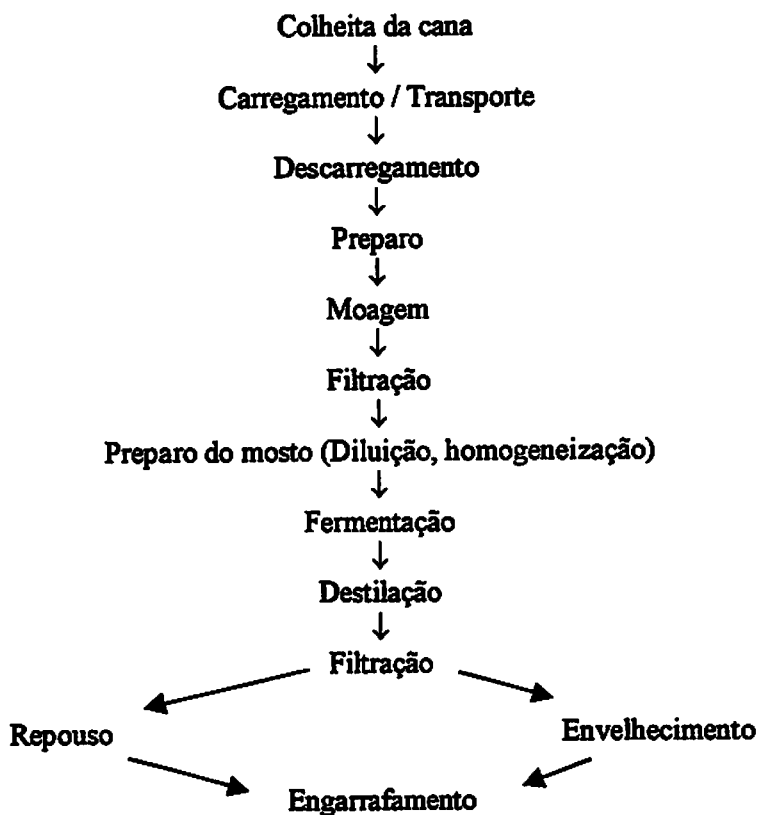 Colheita da cana
Carregamento / Transporte
Descarregamento
Preparo
Moagem
Filtração
Preparo do mosto (Diluição, homogeneização)
Fermentação
Destilação
Filtração
Repouso
Envelhecimento
Engarrafamento